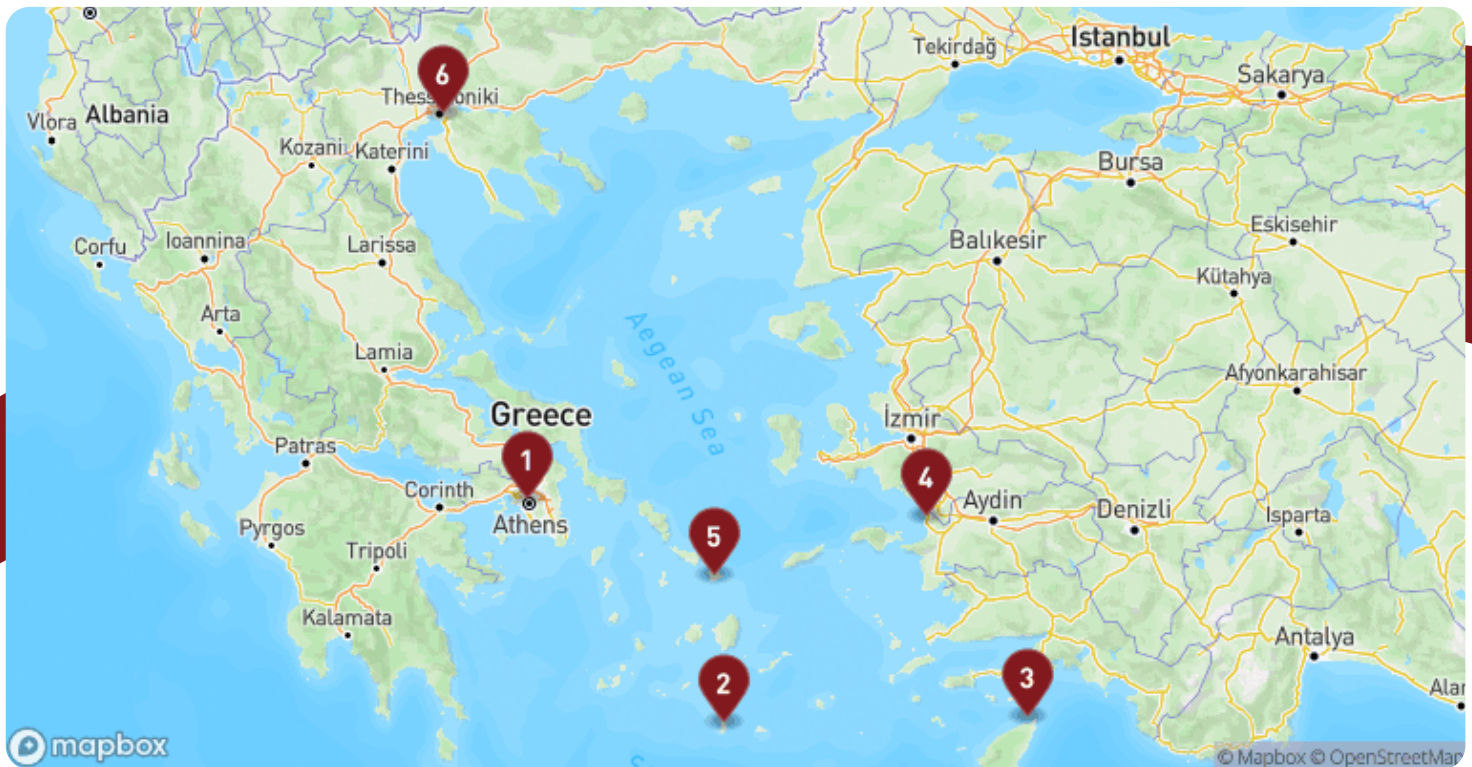 Istanbul
Tekirdağ
6
Sakarya
Thessaloniki
Albania
Vlora
Kozani
Katerini
Bursa
Eskisehir
Corfu
Ioannina
Larissa
Balıkesir
Kütahya
Arta
Aegean Sea
Lamia
Afyonkarahisar
Greece
İzmir
Patras
1
4
Corinth
Aydin
Denizli
Isparta
Athens
Pyrgos
5
Tripoli
Kalamata
Antalya
2
3
Alar
mapbox
© Mapbox © OpenStreetMap